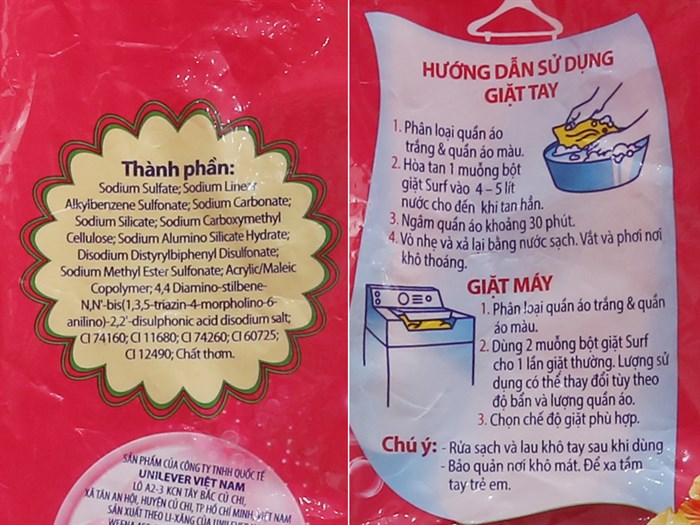 Thành phần:
Sodium Sulfate; Sodium Linear
Alkylbenzene Sulfonate; Sodium Carbonate;
Sodium Silicate; Sodium Carboxymethyl
Cellulose; Sodium Alumino Silicate Hydrate;
Disodium Distyrylbiphenyl Disulfonate;
Sodium Methyl Ester Sulfonate; Acrylic/Maleic
Copolymer; 4,4 Diamino-stilbene-
N,N'-bis(1,3,5-triazin-4-morpholino-6-
anilino)-2,2'-disulphonic acid disodium salt;
CI 74160; CI 11680; CI 74260; CI 60725;
CI 12490; Chất thơm.
SẢN PHẨM CỦA CÔNG TY TNHH QUỐC TẾ
UNILEVER VIỆT NAM
LÔ A2-3 KCN TÂY BẮC CỦ CHI,
XÃ TÂN AN HỘI, HUYỆN CỦ CHI, TP HỒ CHÍ MINH, VIỆT NAM
SẢN XUẤT THEO LI-XĂNG CỦA
HƯỚNG DẪN SỬ DỤNG
GIẶT TAY
1. Phân loại quần áo
trắng & quần áo màu.
2. Hòa tan 1 muỗng bột
giặt Surf vào 4 – 5 lít
nước cho đến khi tan hẳn.
3. Ngâm quần áo khoảng 30 phút.
4. Vò nhẹ và xả lại bằng nước sạch. Vắt và phơi nơi
khô thoáng.
GIẶT MÁY
1. Phân loại quần áo trắng & quần
áo màu.
2. Dùng 2 muỗng bột giặt Surf
cho 1 lần giặt thường. Lượng sử
dụng có thể thay đổi tùy theo
độ bẩn và lượng quần áo.
3. Chọn chế độ giặt phù hợp.
Chú ý: - Rửa sạch và lau khô tay sau khi dùng
- Bảo quản nơi khô mát. Để xa tầm
tay trẻ em.